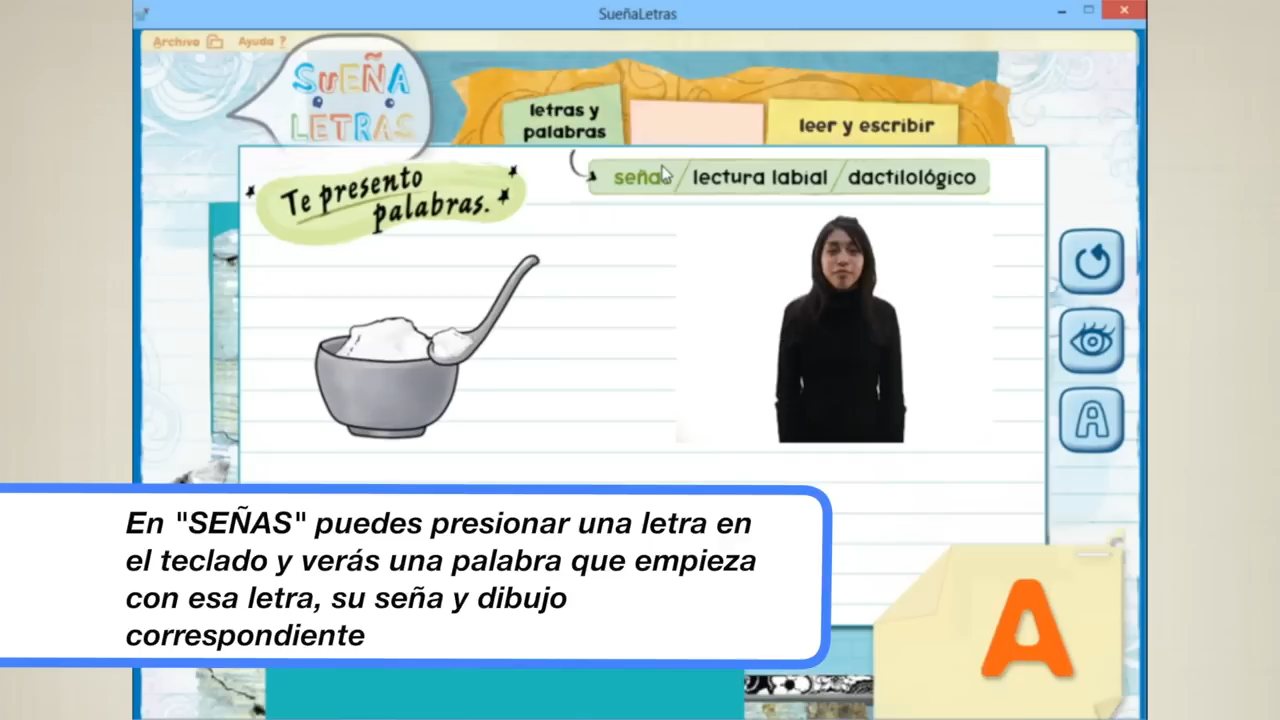 SueñaLetras
Archivo Ayuda ?
SuEÑA
LETRAS
letras y
palabras
leer y escribir
Te presento
palabras.
seña / lectura labial / dactilológico
A
En "SEÑAS" puedes presionar una letra en
el teclado y verás una palabra que empieza
con esa letra, su seña y dibujo
correspondiente
A